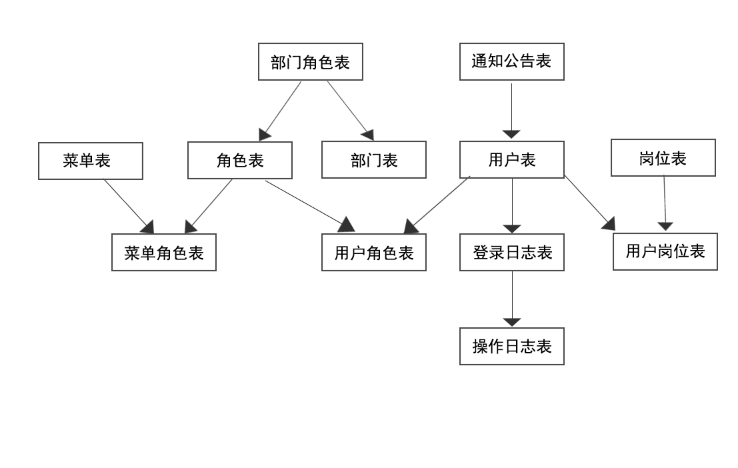 部门角色表
通知公告表
菜单表
角色表
部门表
用户表
岗位表
菜单角色表
用户角色表
登录日志表
用户岗位表
操作日志表